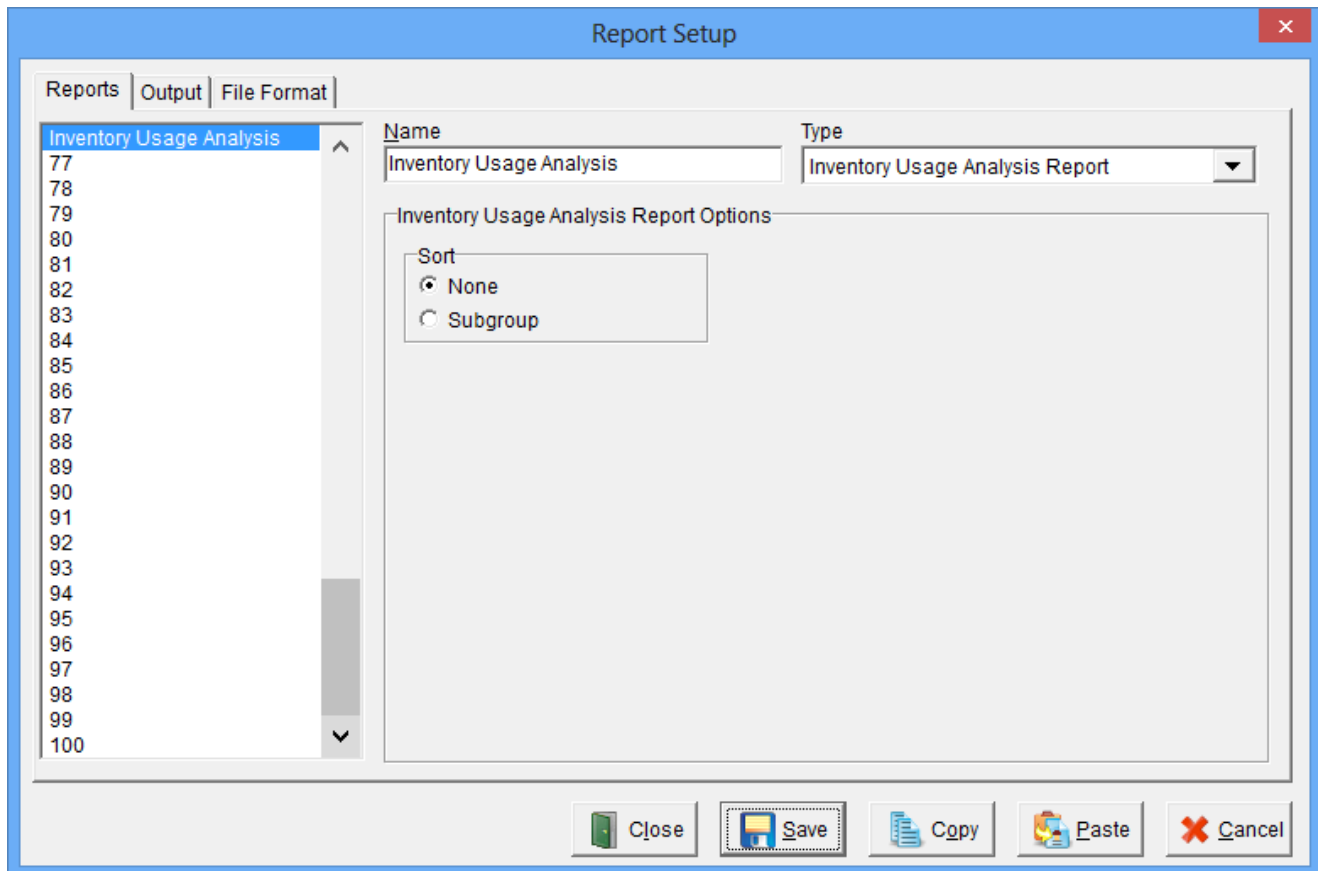 Report Setup
Reports Output File Format
Inventory Usage Analysis
77
78
79
80
81
82
83
84
85
86
87
88
89
90
91
92
93
94
95
96
97
98
99
100
Name
Inventory Usage Analysis
Type
Inventory Usage Analysis Report
Inventory Usage Analysis Report Options
Sort
None
Subgroup
Close Save Copy Paste Cancel